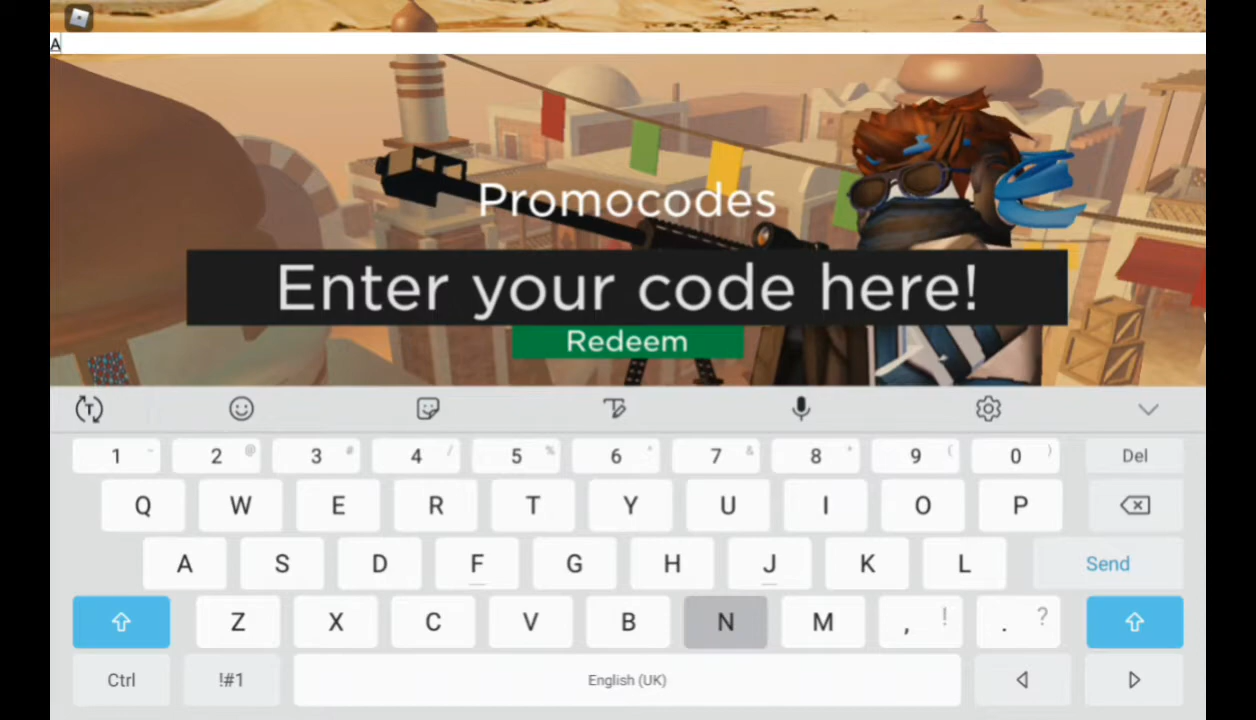 A
Promocodes
Enter your code here!
Redeem
T
T
1 - 2 @ 3 # 4 / 5 % 6 ^ 7 & 8 * 9 ( 0 ) Del
Q W E R T Y U I O P
A S D F G H J K L Send
Z X C V B N M , ! . ?
Ctrl !#1 English (UK)